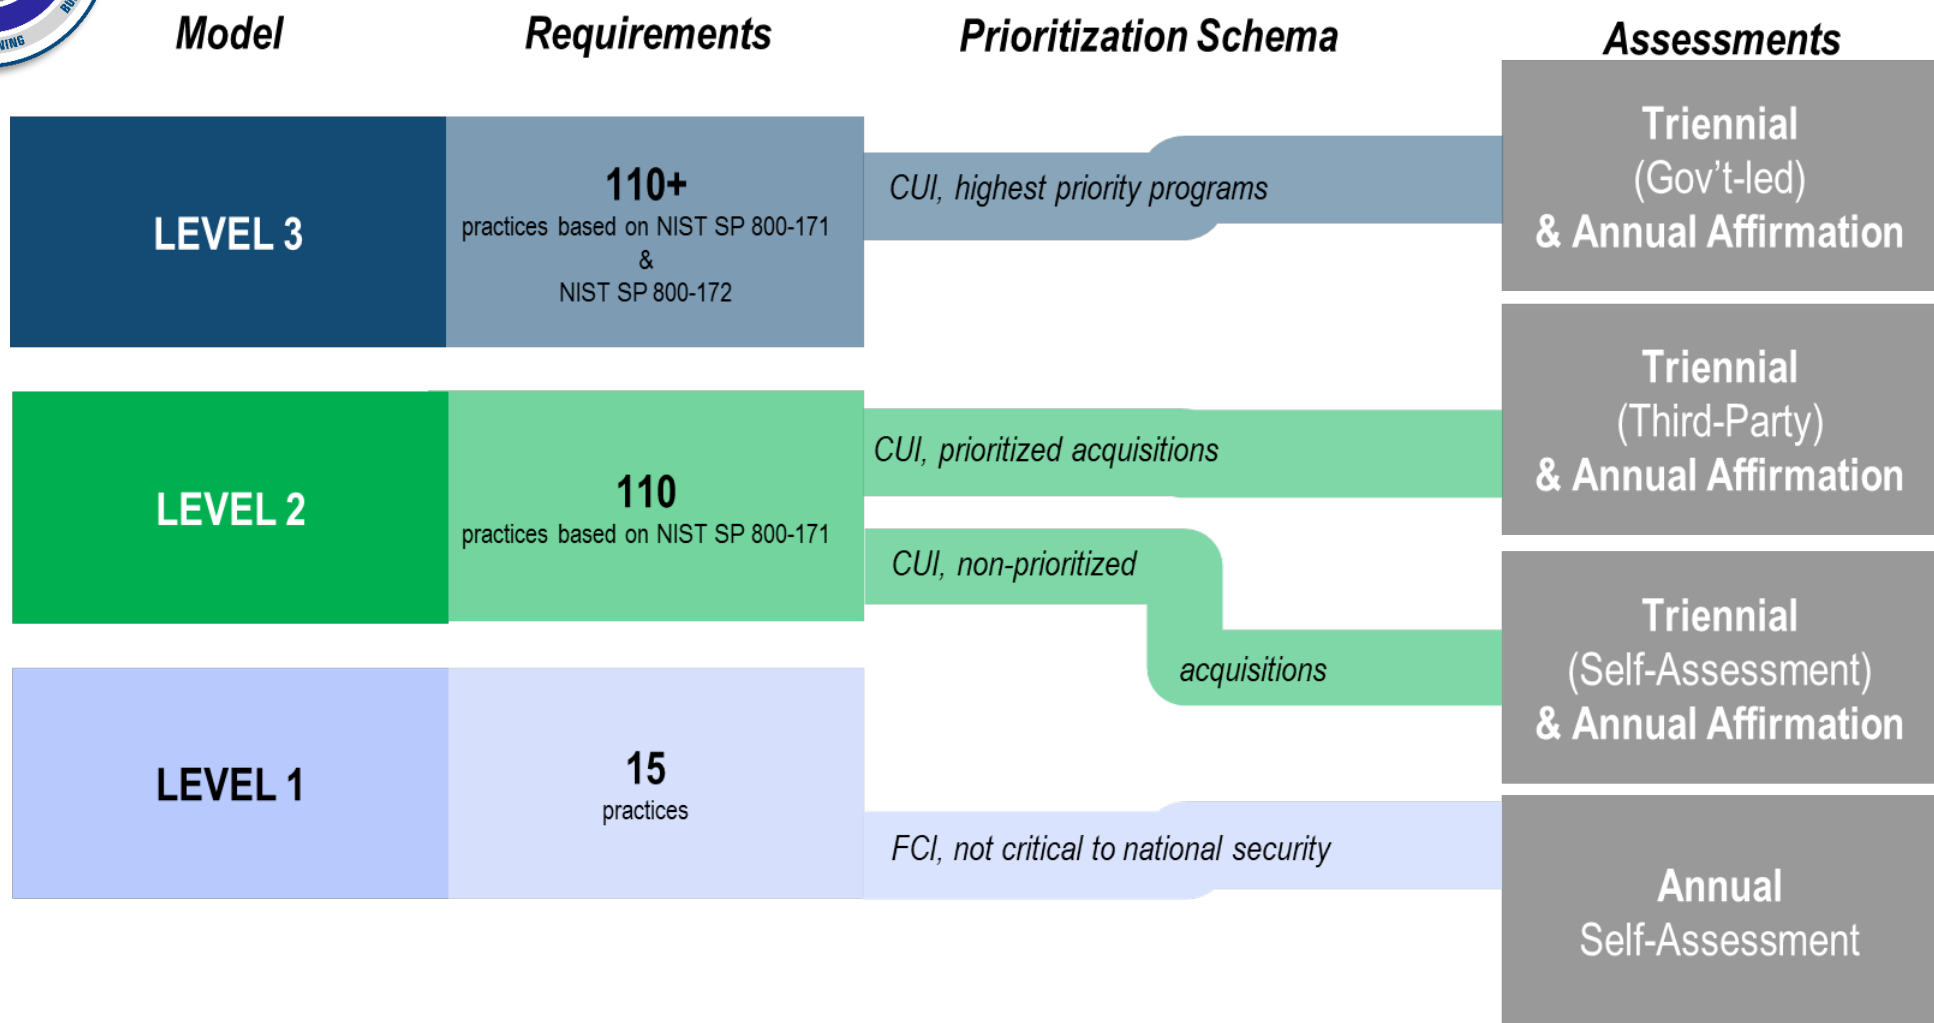 Model
Requirements
Prioritization Schema
Assessments
LEVEL 3
110+
practices based on NIST SP 800-171
&
NIST SP 800-172
CUI, highest priority programs
Triennial
(Gov’t-led)
& Annual Affirmation
LEVEL 2
110
practices based on NIST SP 800-171
CUI, prioritized acquisitions
Triennial
(Third-Party)
& Annual Affirmation
CUI, non-prioritized
acquisitions
Triennial
(Self-Assessment)
& Annual Affirmation
LEVEL 1
15
practices
FCI, not critical to national security
Annual
Self-Assessment